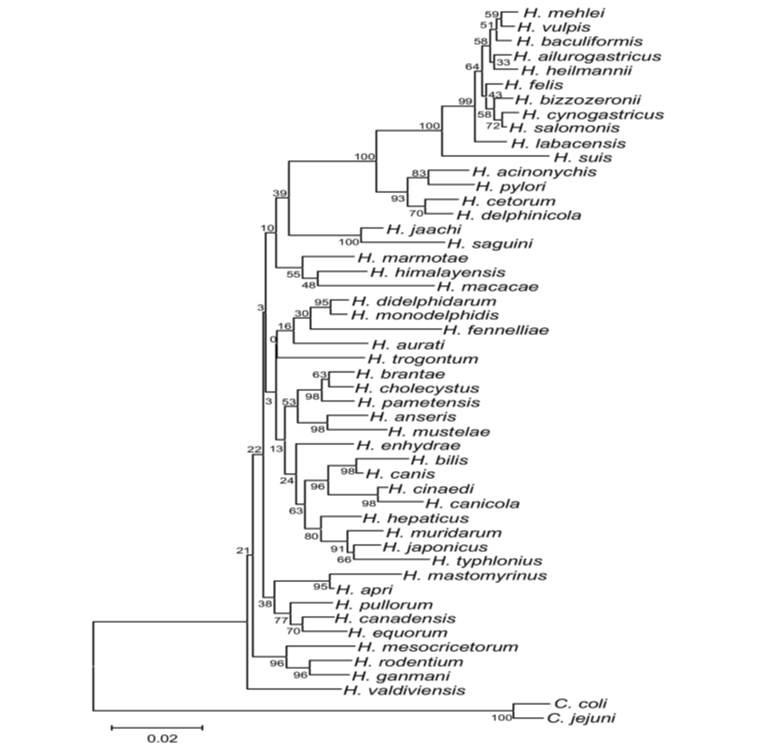 59 H. mehlei
51 H. vulpis
58 H. baculiformis
H. ailurogastricus
33
64 H. heilmannii
H. felis
43 H. bizzozeronii
99 H. cynogastricus
58
72 H. salomonis
100 H. labacensis
100 H. suis
83 H. acinonychis
H. pylori
93 H. cetorum
39 70 H. delphinicola
10 H. jaachi
100 H. saguini
H. marmotae
55 H. himalayensis
48 H. macacae
95 H. didelphidarum
3 30 H. monodelphidis
16 H. fennelliae
0 H. aurati
H. trogontum
63 H. brantae
H. cholecystus
98
3 53 H. pametensis
H. anseris
98 H. mustelae
22 13 H. enhydrae
H. bilis
98 H. canis
24 96 H. cinaedi
98 H. canicola
63 H. hepaticus
80 H. muridarum
91 H. japonicus
66 H. typhlonius
21 H. mastomyrinus
95 H. apri
38 H. pullorum
77 H. canadensis
70 H. equorum
H. mesocricetorum
96 H. rodentium
96 H. ganmani
H. valdiviensis
C. coli
100 C. jejuni
0.02